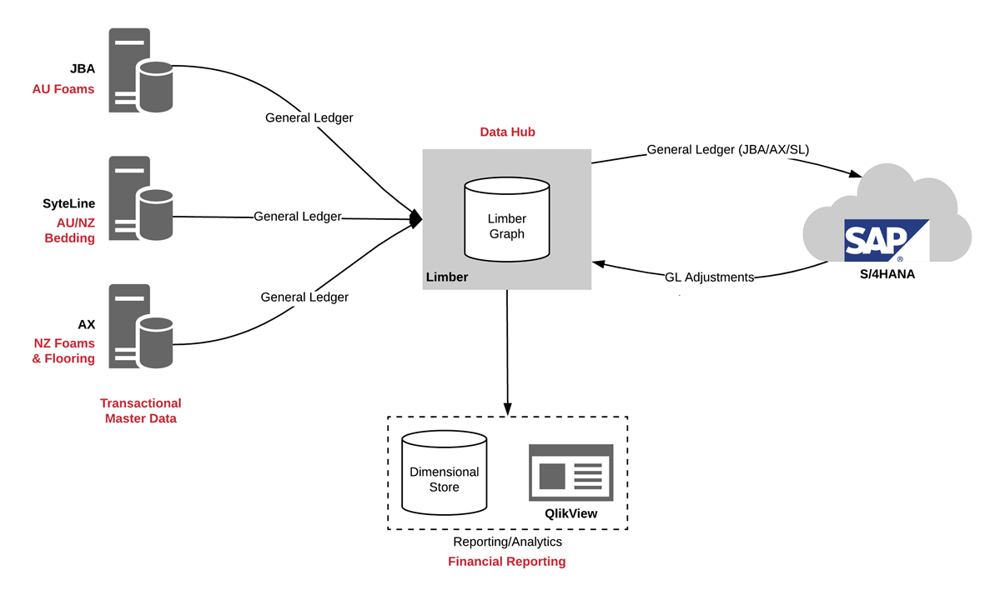 JBA
AU Foams
General Ledger
SyteLine
AU/NZ
Bedding
General Ledger
AX
NZ Foams
& Flooring
General Ledger
Transactional
Master Data
Data Hub
Limber
Graph
Limber
General Ledger (JBA/AX/SL)
GL Adjustments
SAP
®
S/4HANA
Dimensional
Store
QlikView
Reporting/Analytics
Financial Reporting